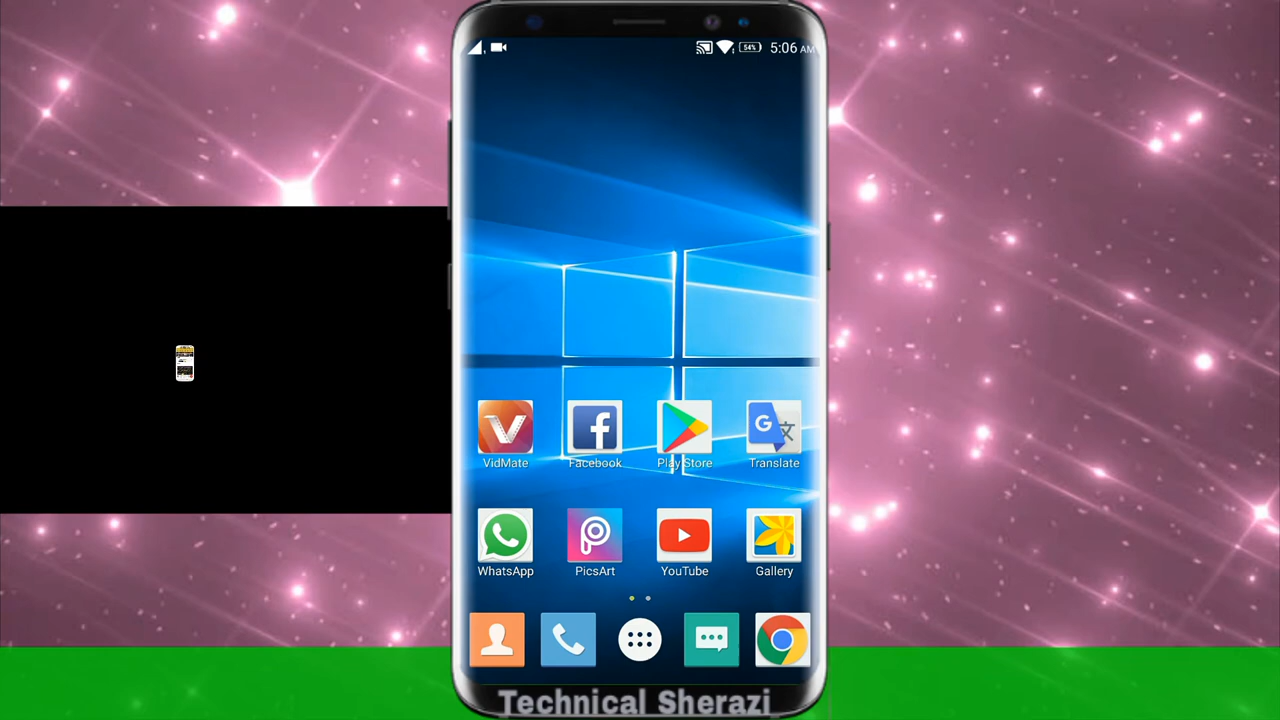 54% 5:06 AM
VidMate Facebook Play Store Translate
WhatsApp PicsArt YouTube Gallery
Technical Sherazi